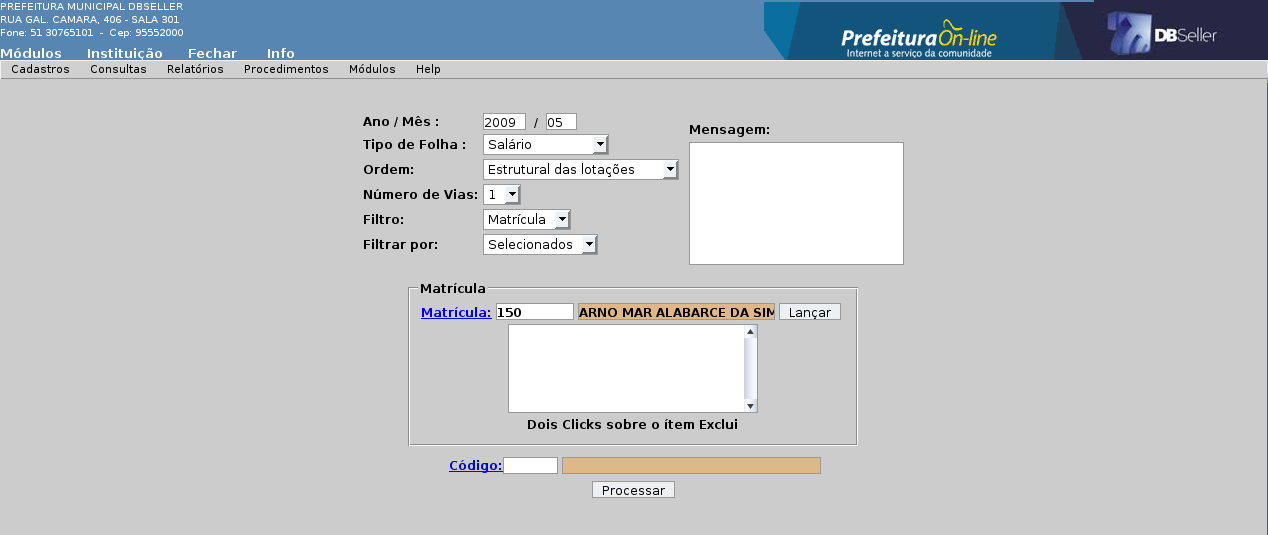 PREFEITURA MUNICIPAL DBSELLER
RUA GAL. CAMARA, 406 - SALA 301
Fone: 51 30765101 - Cep: 95552000
Módulos Instituição Fechar Info
PrefeituraOn-line
Internet a serviço da comunidade
DBSeller
Cadastros Consultas Relatórios Procedimentos Módulos Help
Ano / Mês : 2009 / 05
Tipo de Folha : Salário
Ordem: Estrutural das lotações
Número de Vias: 1
Filtro: Matrícula
Filtrar por: Selecionados
Mensagem:
Matrícula
Matrícula: 150 ARNO MAR ALABARCE DA SIM Lançar
Dois Clicks sobre o ítem Exclui
Código:
Processar